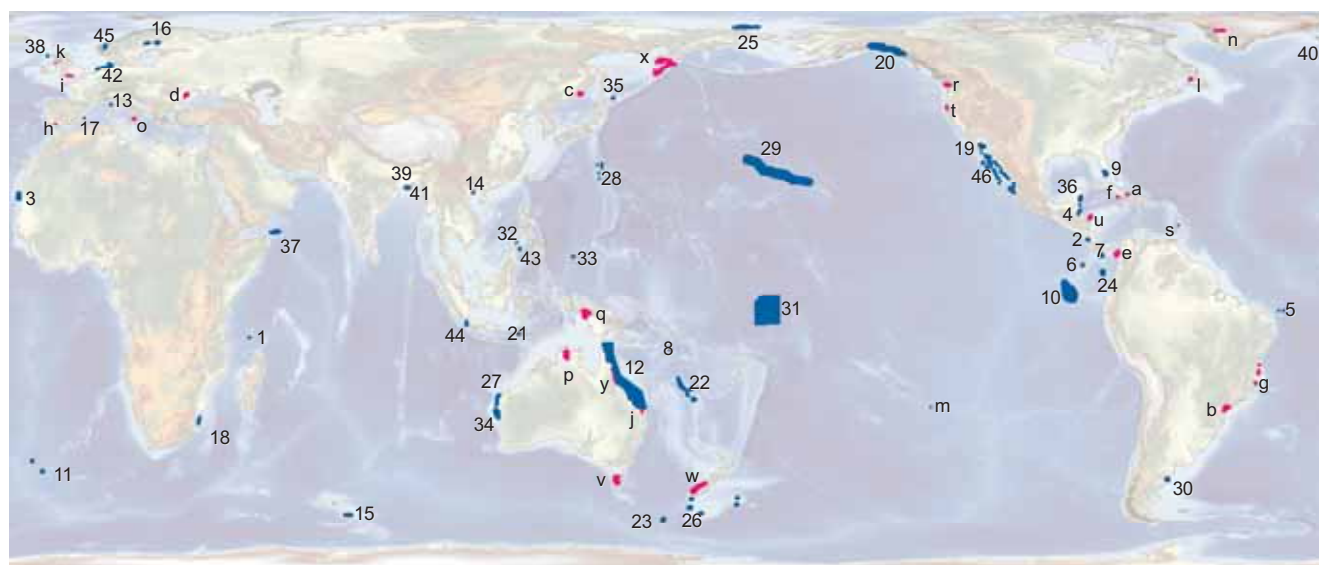 45 16 25
38 k x 20 n 40
i 42 c 35 r l
13 d
h 17 o t
29 19 9
39 28 46 36 f a
3 41 14 4 u s
37 32 43 33 2 7 e
6 24
10
q 31 5
44 21
1 8
p 12
27 y 22 g
34 j m b
18
11 v w 30
15 23 26